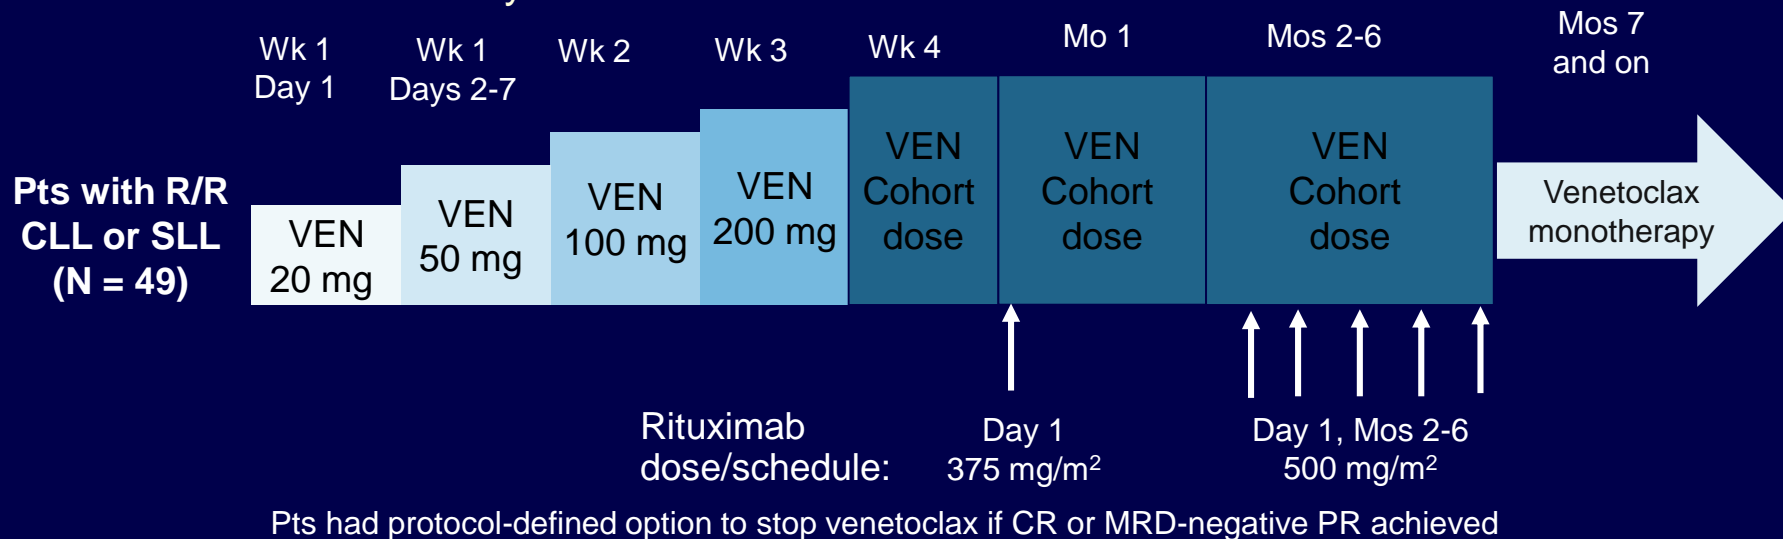 Wk 1
Day 1
Wk 1
Days 2-7
Wk 2
Wk 3
Wk 4
Mo 1
Mos 2-6
Mos 7
and on
Pts with R/R
CLL or SLL
(N = 49)
VEN
20 mg
VEN
50 mg
VEN
100 mg
VEN
200 mg
VEN
Cohort
dose
VEN
Cohort
dose
VEN
Cohort
dose
Venetoclax
monotherapy
Rituximab
dose/schedule:
Day 1
375 mg/m²
Day 1, Mos 2-6
500 mg/m²
Pts had protocol-defined option to stop venetoclax if CR or MRD-negative PR achieved